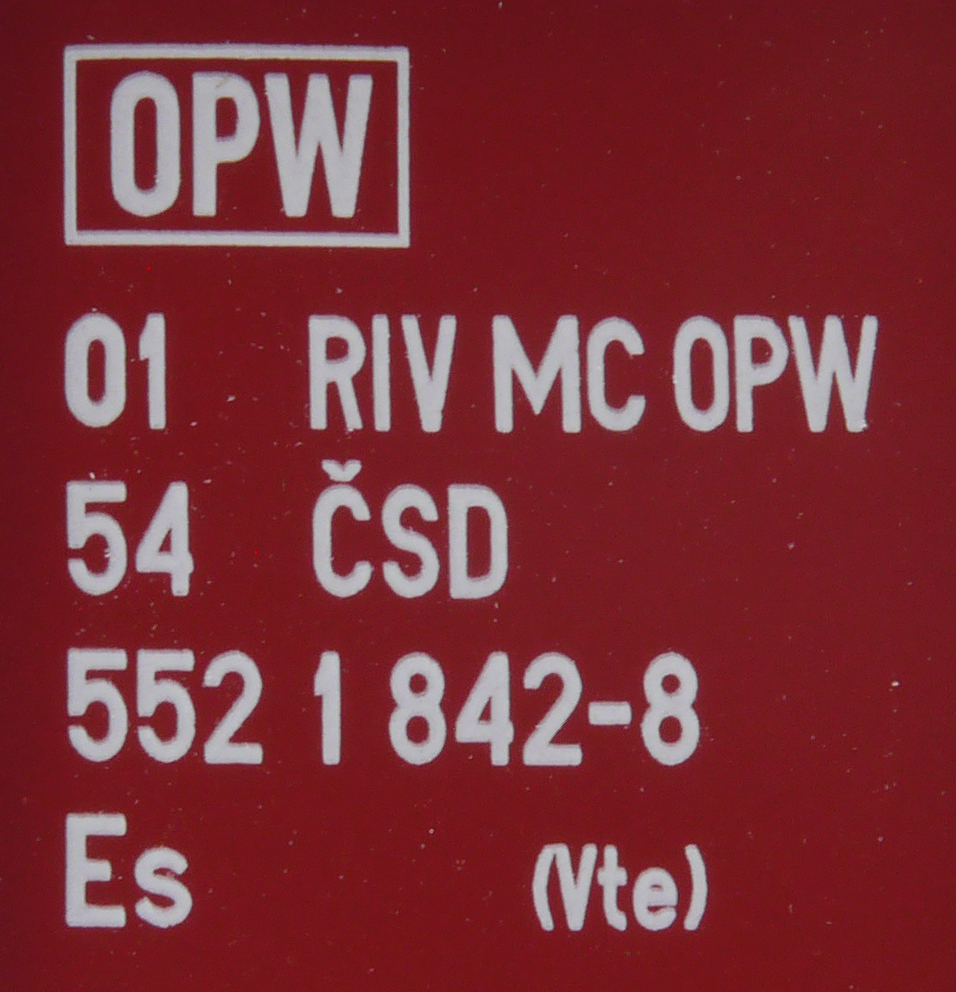 OPW
01 RIV MC OPW
54 ČSD
552 1 842-8
Es (Vte)